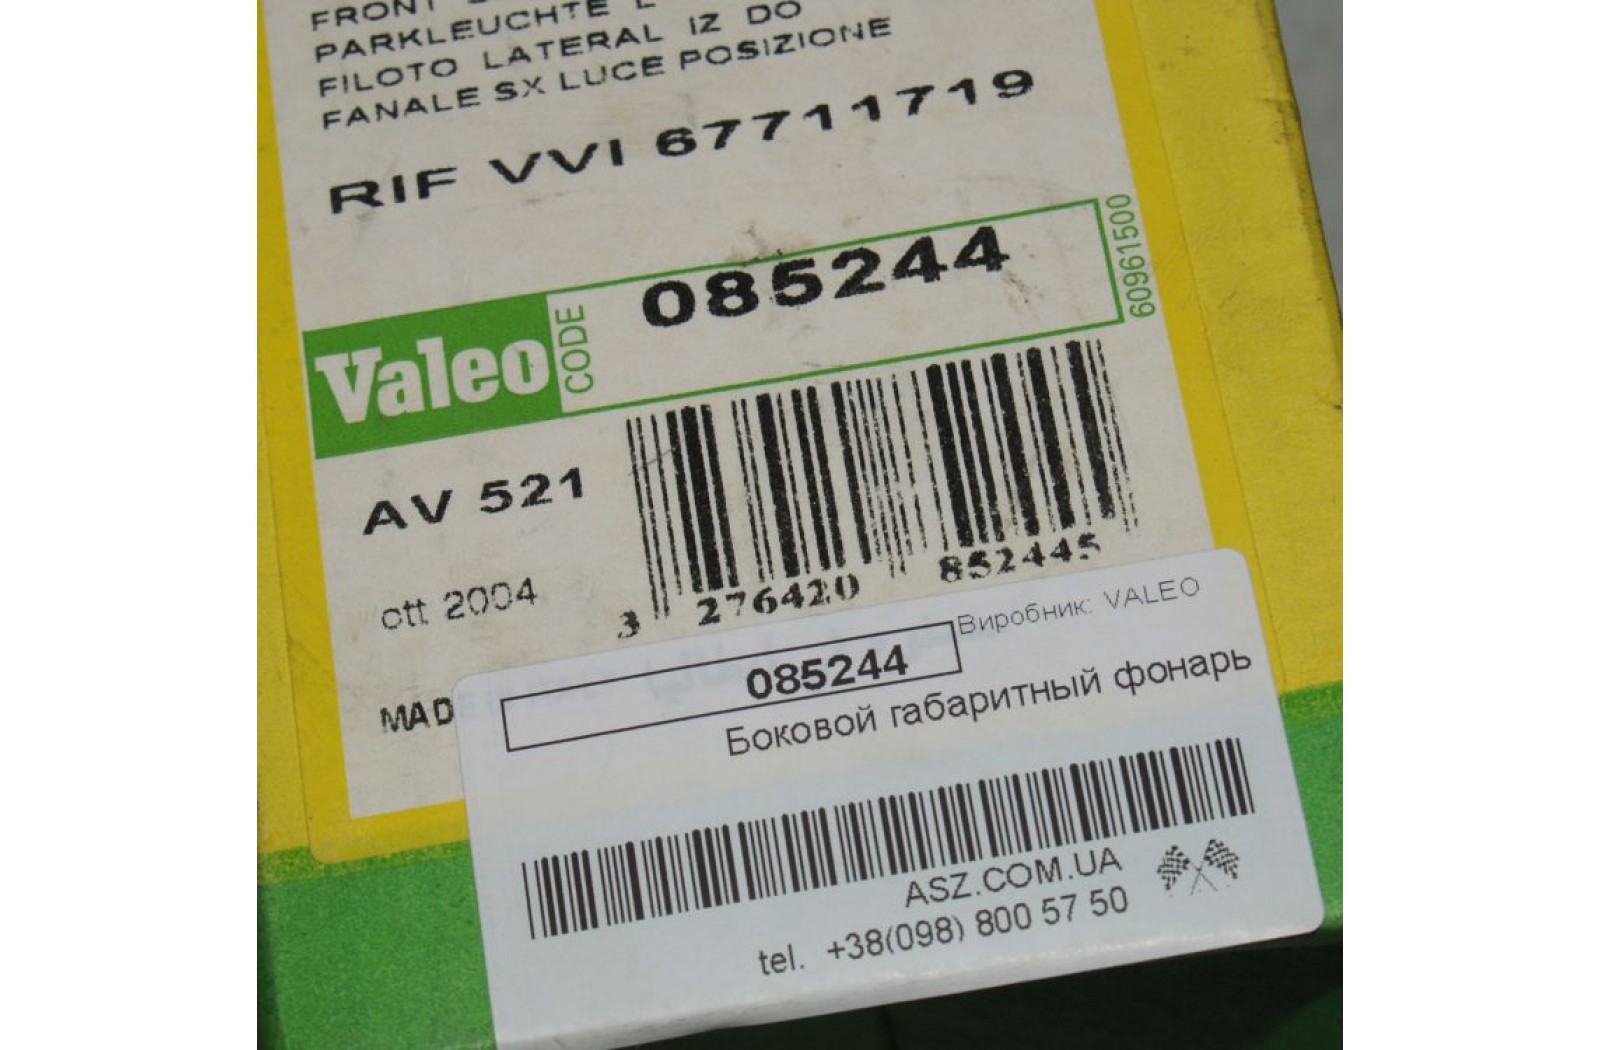 FRONT
PARKLEUCHTE L
FILOTO LATERAL IZ DO
FANALE SX LUCE POSIZIONE
RIF VVI 67711719
Valeo CODE 085244 60961500
AV 521
ott 2004
3 276420 852445
MADE
Виробник: VALEO
085244
Боковой габаритный фонарь
ASZ.COM.UA
tel. +38(098) 800 57 50